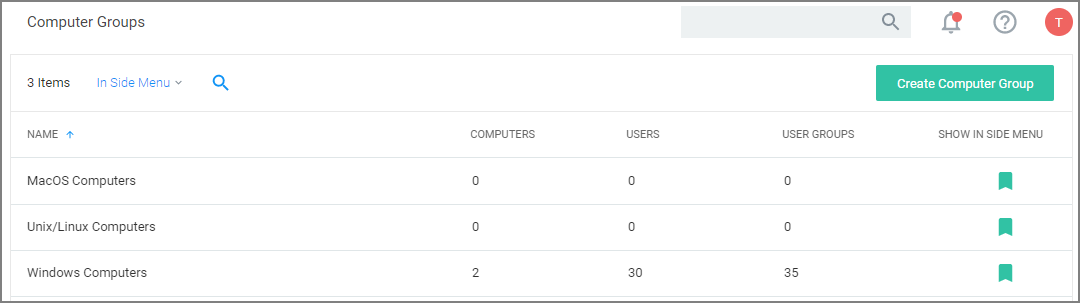 Computer Groups
T
3 Items In Side Menu Create Computer Group
NAME COMPUTERS USERS USER GROUPS SHOW IN SIDE MENU
MacOS Computers 0 0 0
Unix/Linux Computers 0 0 0
Windows Computers 2 30 35